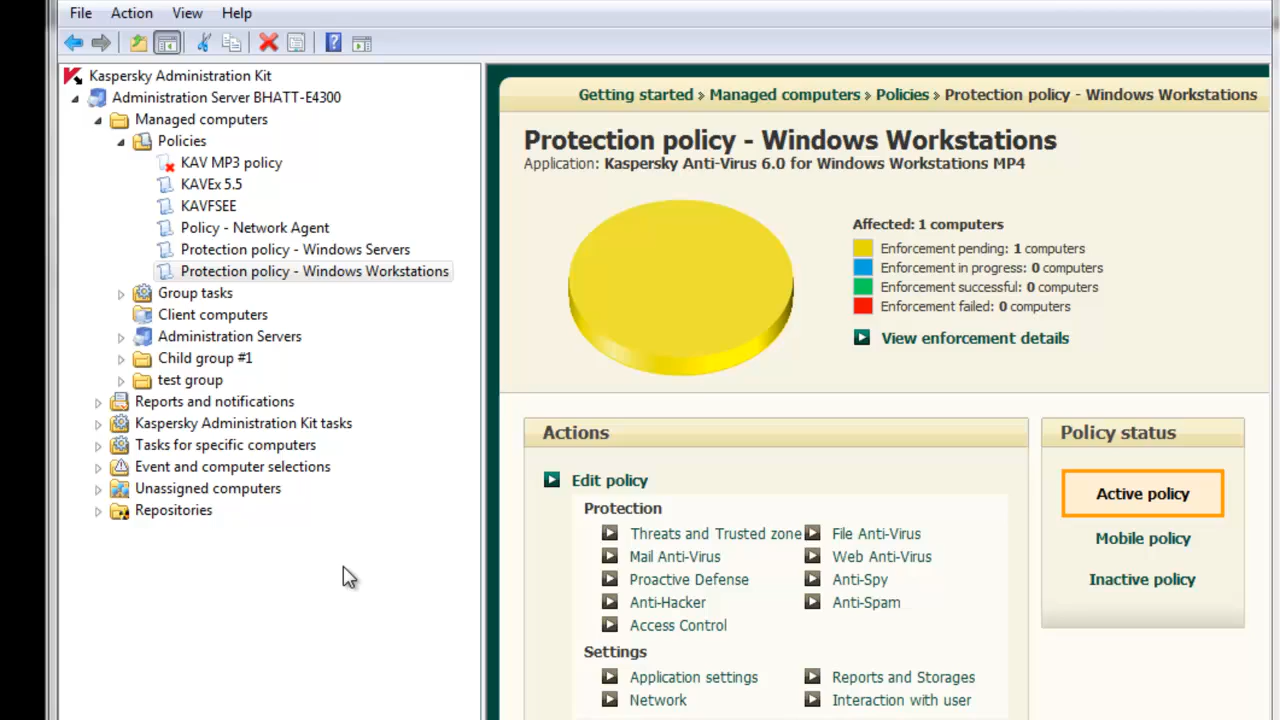 File Action View Help
Kaspersky Administration Kit
Administration Server BHATT-E4300
Managed computers
Policies
KAV MP3 policy
KAVEx 5.5
KAVFSEE
Policy - Network Agent
Protection policy - Windows Servers
Protection policy - Windows Workstations
Group tasks
Client computers
Administration Servers
Child group #1
test group
Reports and notifications
Kaspersky Administration Kit tasks
Tasks for specific computers
Event and computer selections
Unassigned computers
Repositories
Getting started › Managed computers › Policies › Protection policy - Windows Workstations
Protection policy - Windows Workstations
Application: Kaspersky Anti-Virus 6.0 for Windows Workstations MP4
Affected: 1 computers
Enforcement pending: 1 computers
Enforcement in progress: 0 computers
Enforcement successful: 0 computers
Enforcement failed: 0 computers
View enforcement details
Actions
Edit policy
Protection
Threats and Trusted zone File Anti-Virus
Mail Anti-Virus Web Anti-Virus
Proactive Defense Anti-Spy
Anti-Hacker Anti-Spam
Access Control
Settings
Application settings Reports and Storages
Network Interaction with user
Policy status
Active policy
Mobile policy
Inactive policy